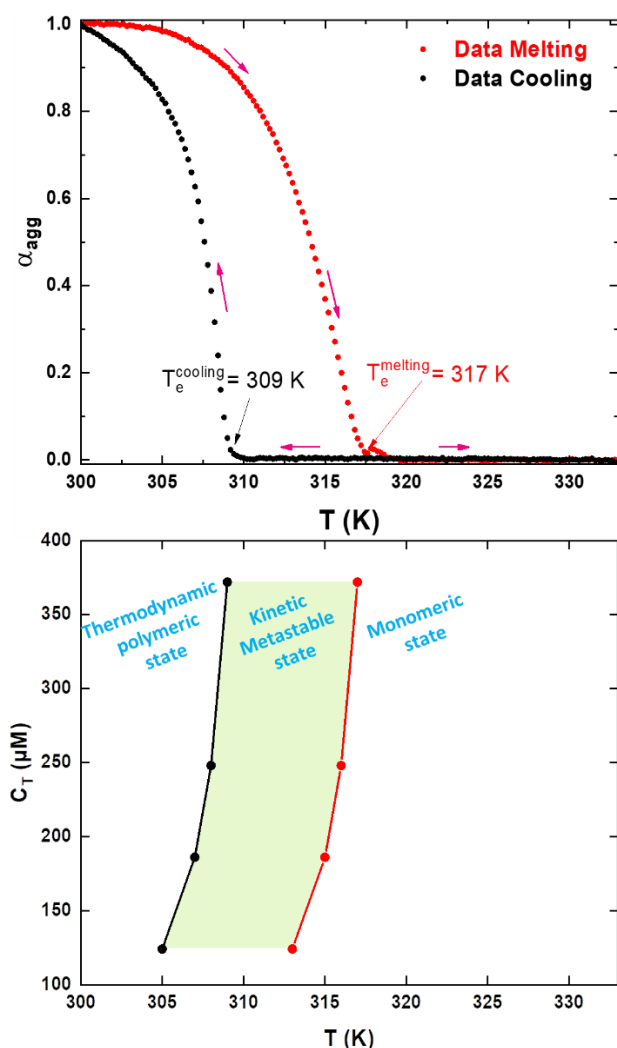 1.0
0.8
0.6
0.4
0.2
0.0
α_agg
Data Melting
Data Cooling
T_e^cooling = 309 K
T_e^melting = 317 K
300 305 310 315 320 325 330
T (K)
400
350
300
250
200
150
100
C_T (µM)
Thermodynamic
polymeric
state
Kinetic
Metastable
state
Monomeric
state
300 305 310 315 320 325 330
T (K)